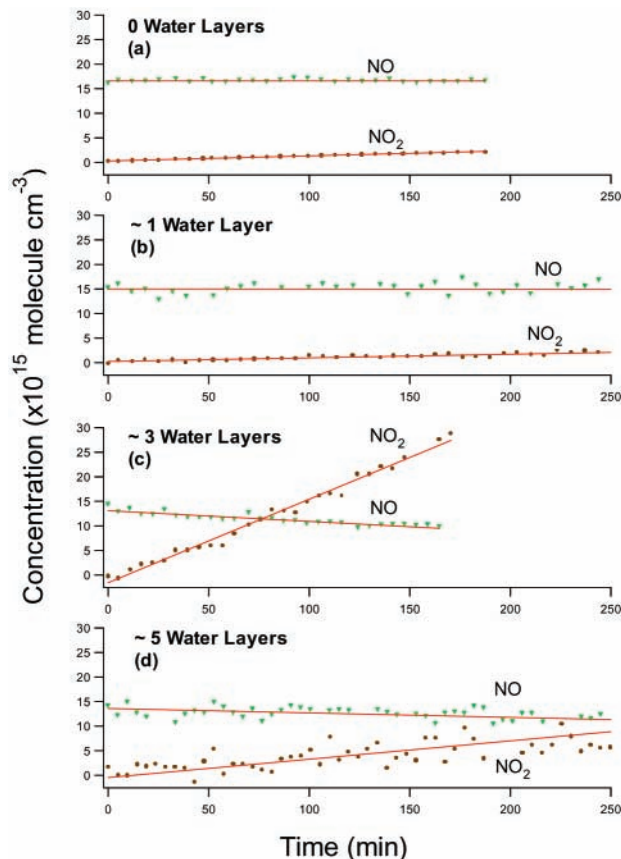 Concentration (x10¹⁵ molecule cm⁻³)
0 Water Layers
(a)
30
25
20
15
10
5
0
NO
NO₂
0 50 100 150 200 250
~ 1 Water Layer
(b)
30
25
20
15
10
5
0
NO
NO₂
0 50 100 150 200 250
~ 3 Water Layers
(c)
30
25
20
15
10
5
0
NO₂
NO
0 50 100 150 200 250
~ 5 Water Layers
(d)
30
25
20
15
10
5
0
NO
NO₂
0 50 100 150 200 250
Time (min)